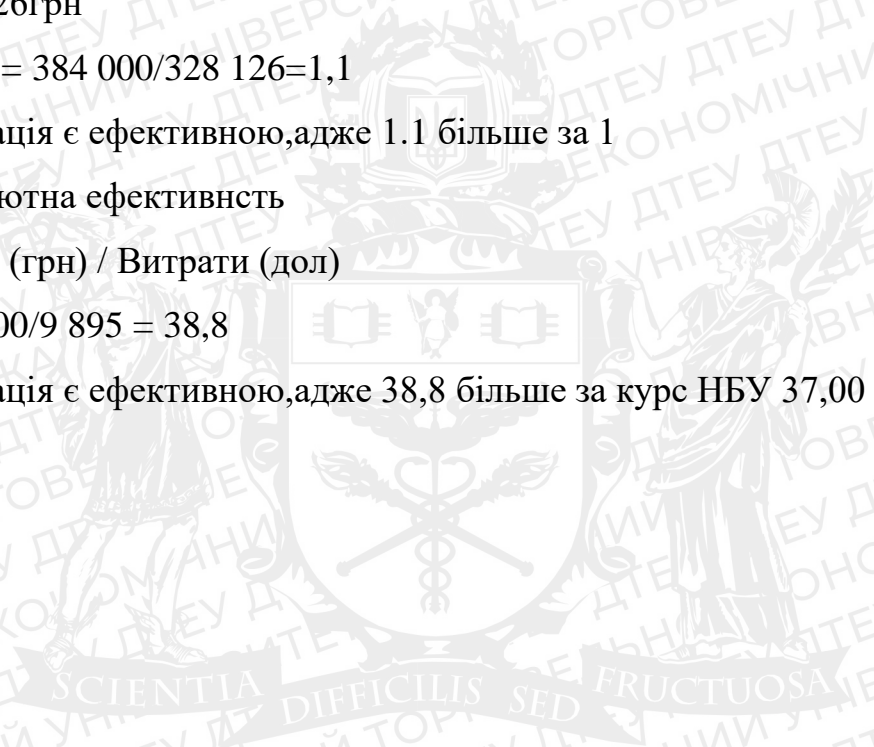 26грн
= 384 000/328 126=1,1
ація є ефективною,адже 1.1 більше за 1
ютна ефективнсть
(грн) / Витрати (дол)
00/9 895 = 38,8
ація є ефективною,адже 38,8 більше за курс НБУ 37,00
SCIENTIA DIFFICILIS SED FRUCTUOSA